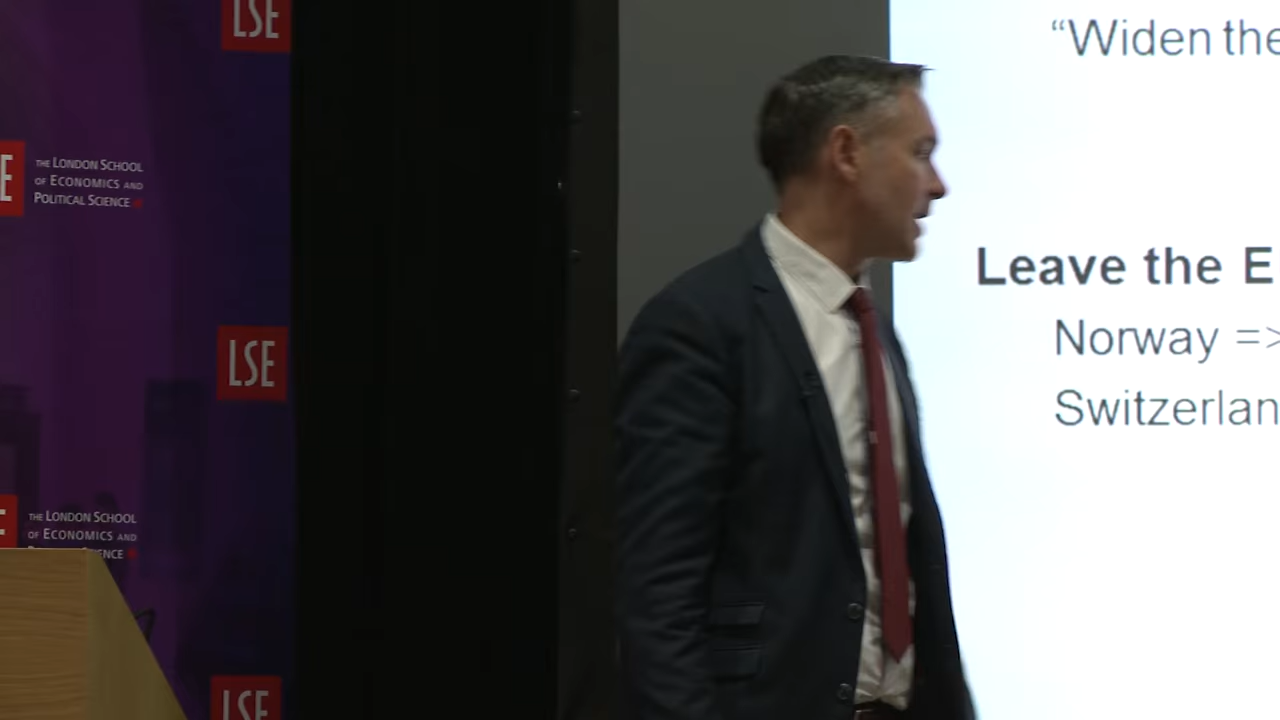 LSE
THE LONDON SCHOOL
OF ECONOMICS AND
POLITICAL SCIENCE
LSE
THE LONDON SCHOOL
OF ECONOMICS AND
LSE
“Widen the
Leave the E
Norway =>
Switzerlan